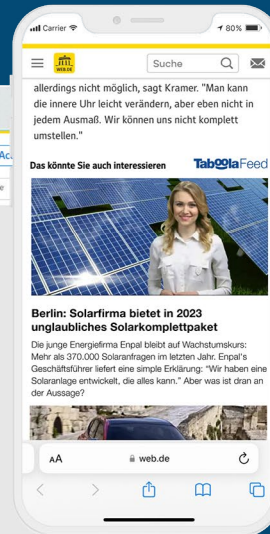 Carrier
80%
WEB.DE
Suche
allerdings nicht möglich, sagt Kramer. "Man kann
die innere Uhr leicht verändern, aber eben nicht in
jedem Ausmaß. Wir können uns nicht komplett
umstellen."
Das könnte Sie auch interessieren
Taboola Feed
Berlin: Solarfirma bietet in 2023
unglaubliches Solarkomplettpaket
Die junge Energiefirma Enpal bleibt auf Wachstumskurs:
Mehr als 370.000 Solaranfragen im letzten Jahr. Enpal's
Geschäftsführer liefert eine simple Erklärung: “Wir haben eine
Solaranlage entwickelt, die alles kann.” Aber was ist dran an
der Aussage?
AA
web.de